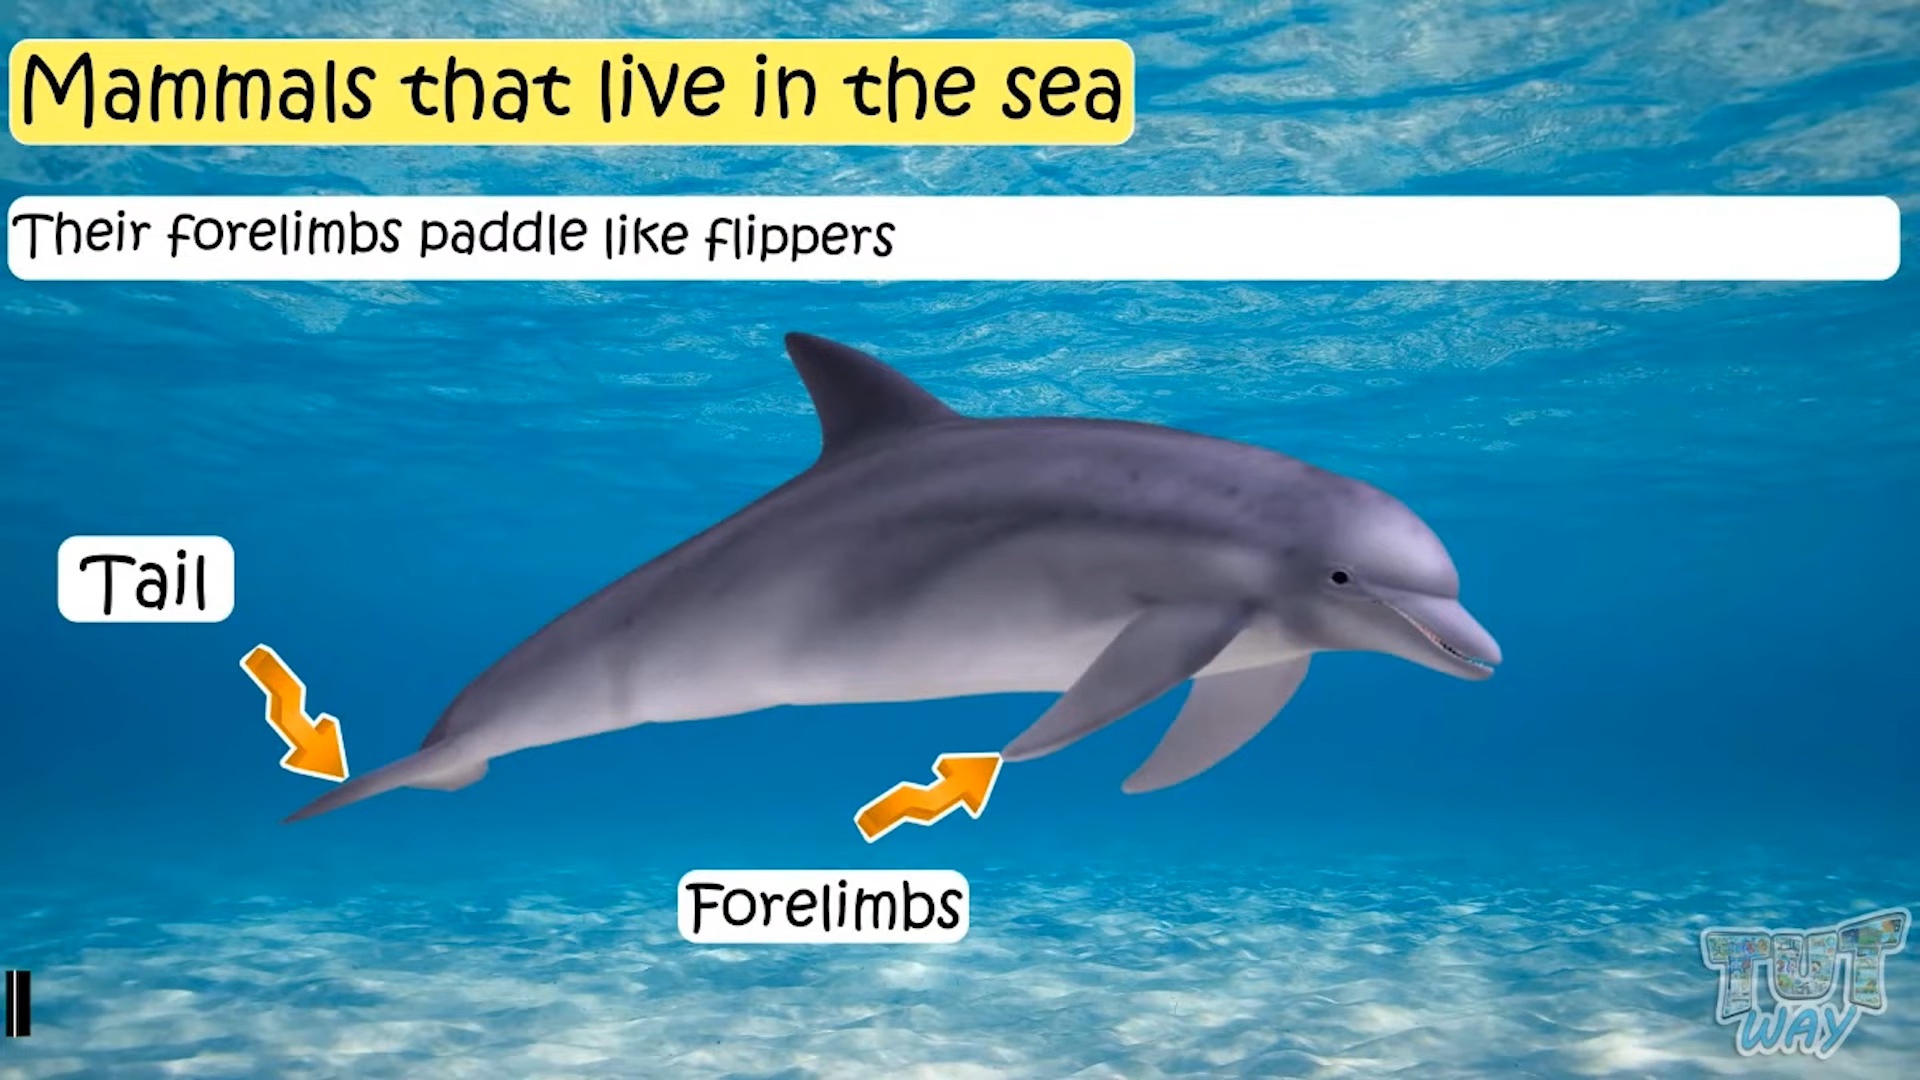 Mammals that live in the sea
Their forelimbs paddle like flippers
Tail
Forelimbs
TUT
WAY